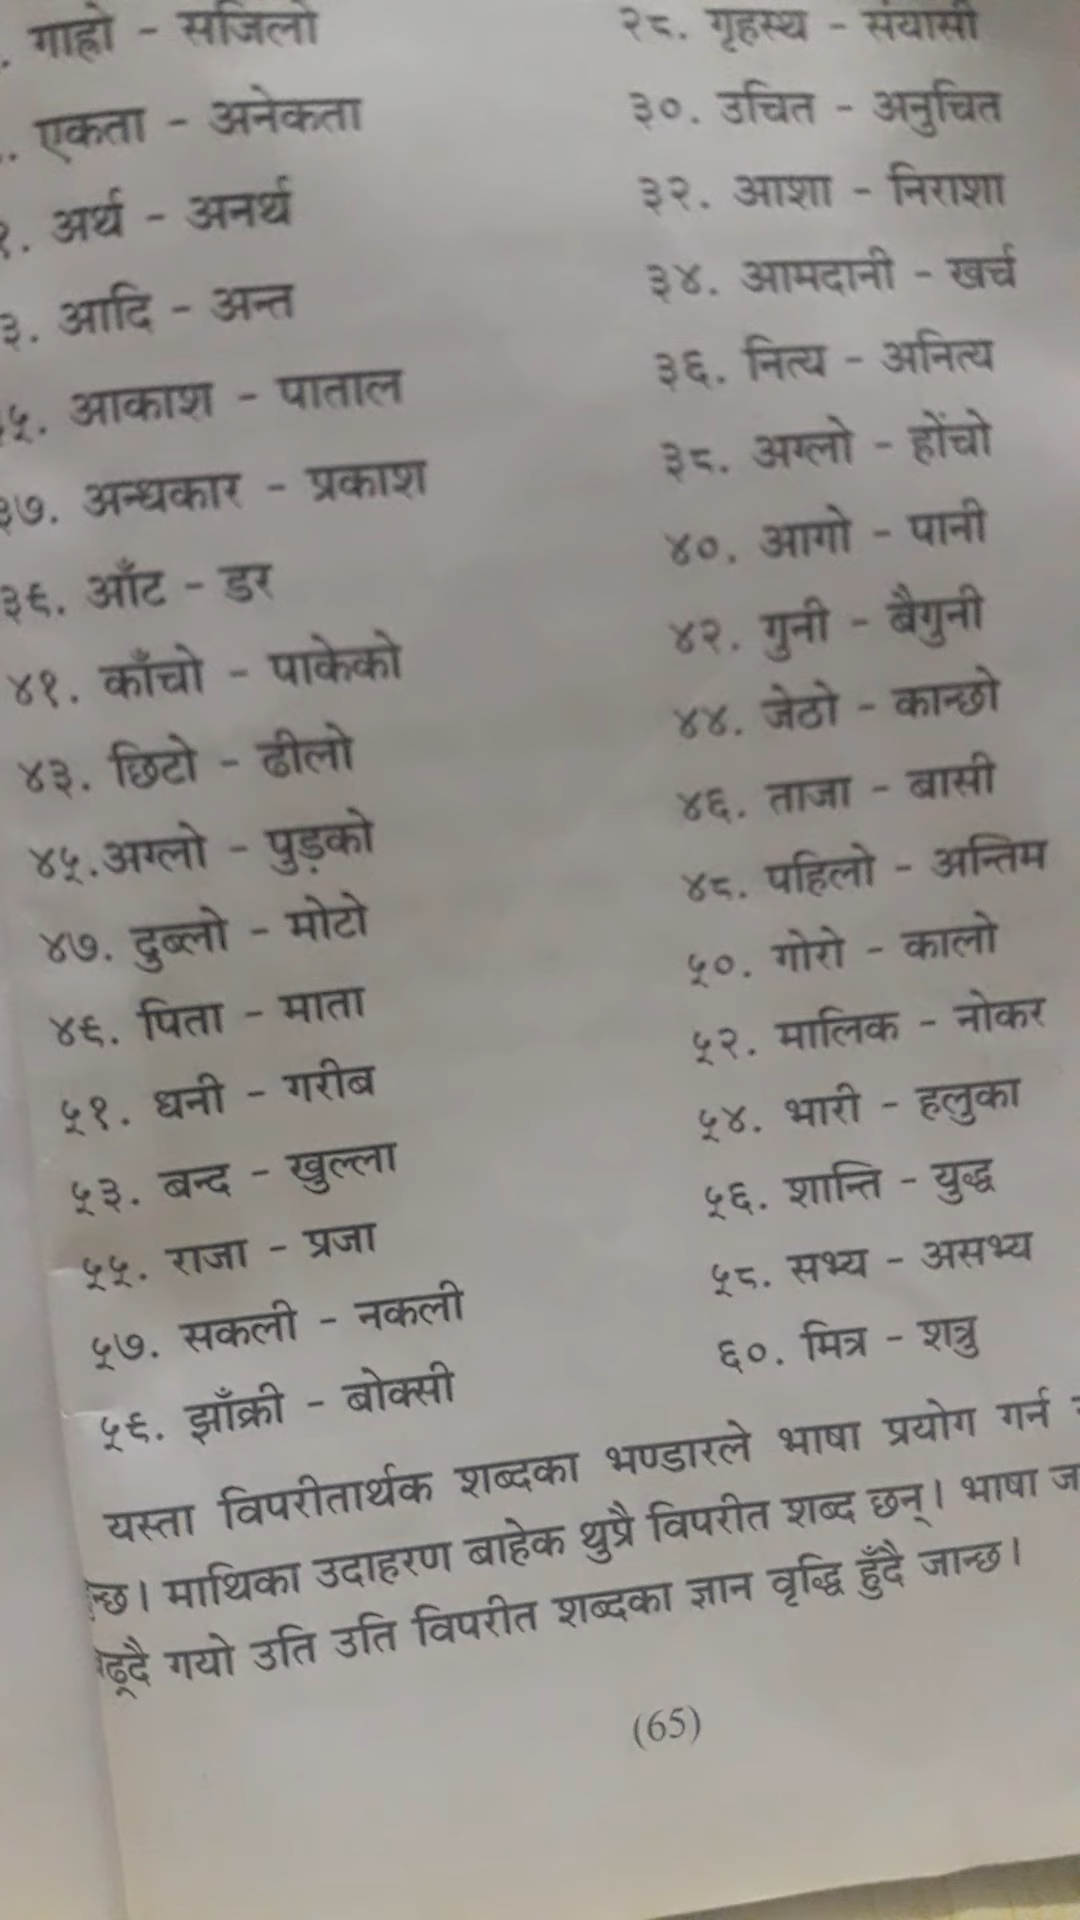 गाह्रो - सजिलो
२८. गृहस्थ - संयासी
एकता - अनेकता
३०. उचित - अनुचित
१. अर्थ - अनर्थ
३२. आशा - निराशा
३. आदि - अन्त
३४. आमदानी - खर्च
५. आकाश - पाताल
३६. नित्य - अनित्य
३७. अन्धकार - प्रकाश
३८. अग्लो - होंचो
३९. आँट - डर
४०. आगो - पानी
४१. काँचो - पाकेको
४२. गुनी - बैगुनी
४३. छिटो - ढीलो
४४. जेठो - कान्छो
४५. अग्लो - पुड़को
४६. ताजा - बासी
४७. दुब्लो - मोटो
४८. पहिलो - अन्तिम
४९. पिता - माता
५०. गोरो - कालो
५१. धनी - गरीब
५२. मालिक - नोकर
५३. बन्द - खुल्ला
५४. भारी - हलुका
५५. राजा - प्रजा
५६. शान्ति - युद्ध
५७. सकली - नकली
५८. सभ्य - असभ्य
५९. झाँक्री - बोक्सी
६०. मित्र - शत्रु
यस्ता विपरीतार्थक शब्दका भण्डारले भाषा प्रयोग गर्न
न्छ। माथिका उदाहरण बाहेक थुप्रै विपरीत शब्द छन्। भाषा ज
ढ्दै गयो उति उति विपरीत शब्दका ज्ञान वृद्धि हुँदै जान्छ।
(65)